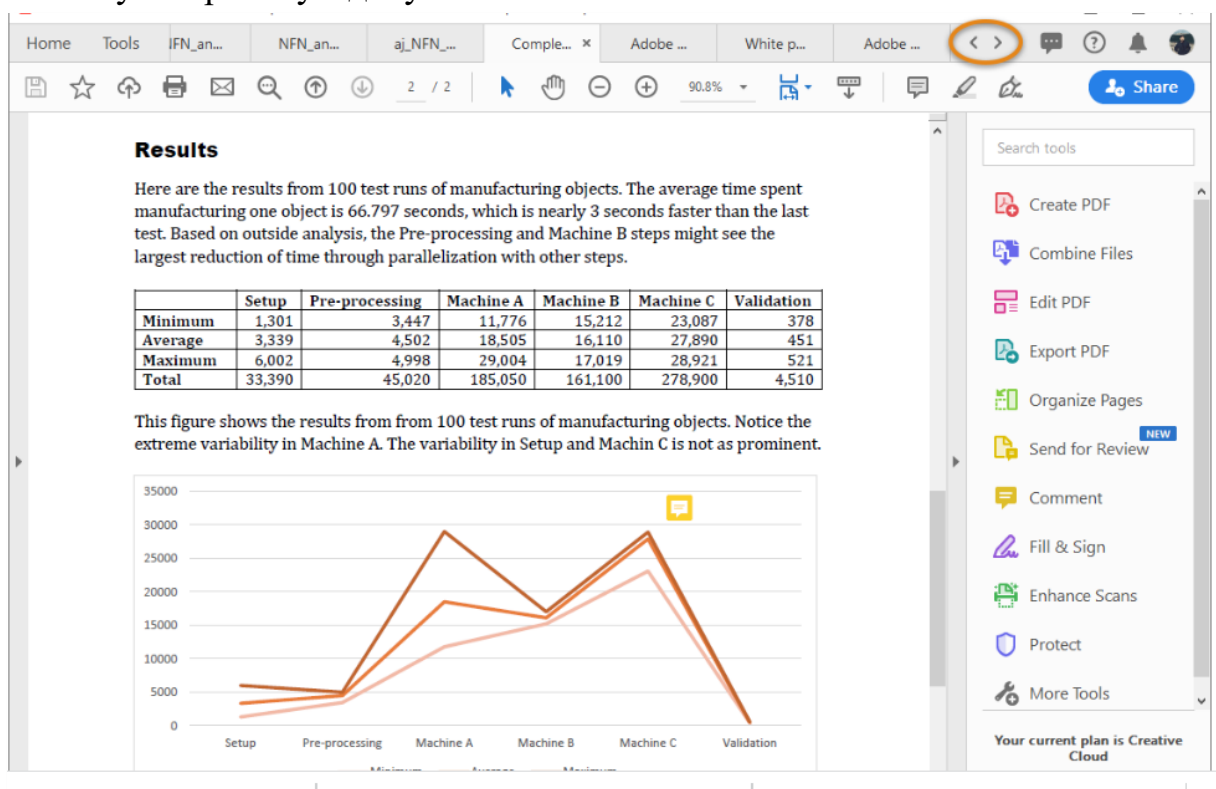 Home Tools IFN_an... NFN_an... aj_NFN_... Comple... × Adobe ... White p... Adobe ...
2 / 2 90.8% Share
Results
Here are the results from 100 test runs of manufacturing objects. The average time spent
manufacturing one object is 66.797 seconds, which is nearly 3 seconds faster than the last
test. Based on outside analysis, the Pre-processing and Machine B steps might see the
largest reduction of time through parallelization with other steps.
Setup Pre-processing Machine A Machine B Machine C Validation
Minimum 1,301 3,447 11,776 15,212 23,087 378
Average 3,339 4,502 18,505 16,110 27,890 451
Maximum 6,002 4,998 29,004 17,019 28,921 521
Total 33,390 45,020 185,050 161,100 278,900 4,510
This figure shows the results from from 100 test runs of manufacturing objects. Notice the
extreme variability in Machine A. The variability in Setup and Machin C is not as prominent.
35000
30000
25000
20000
15000
10000
5000
0
Setup Pre-processing Machine A Machine B Machine C Validation
Minimum Average Maximum
Search tools
Create PDF
Combine Files
Edit PDF
Export PDF
Organize Pages
NEW
Send for Review
Comment
Fill & Sign
Enhance Scans
Protect
More Tools
Your current plan is Creative
Cloud